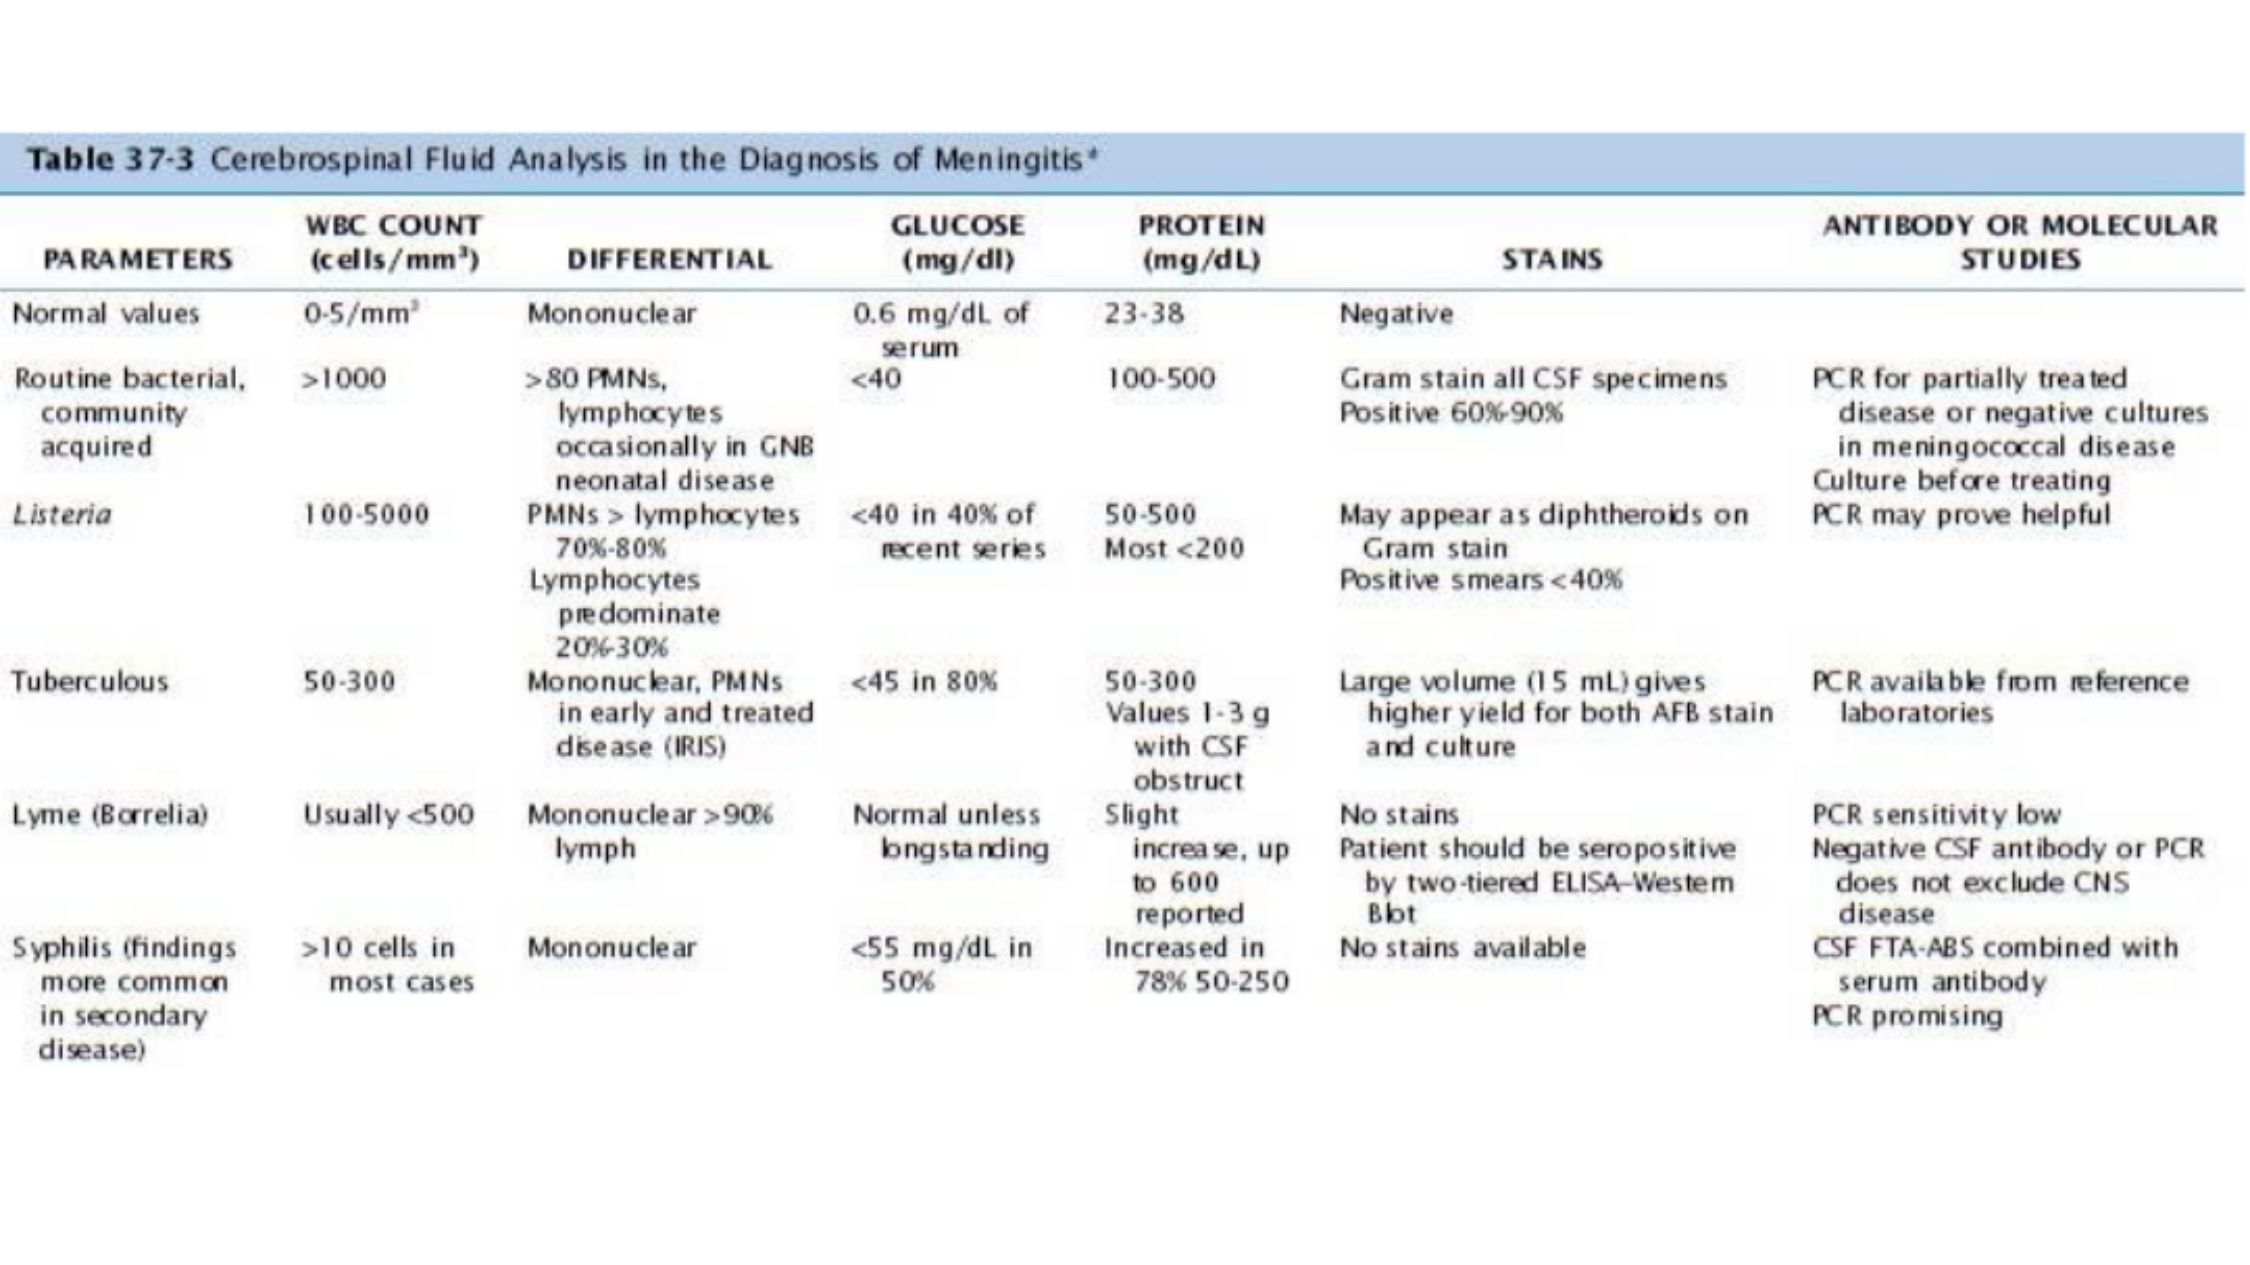 Table 37-3 Cerebrospinal Fluid Analysis in the Diagnosis of Meningitis*
PARAMETERS WBC COUNT (cells/mm³) DIFFERENTIAL GLUCOSE (mg/dl) PROTEIN (mg/dL) STAINS ANTIBODY OR MOLECULAR STUDIES
Normal values 0-5/mm³ Mononuclear 0.6 mg/dL of serum 23-38 Negative
Routine bacterial, community acquired >1000 >80 PMNs, lymphocytes occasionally in GNB neonatal disease <40 100-500 Gram stain all CSF specimens Positive 60%-90% PCR for partially treated disease or negative cultures in meningococcal disease Culture before treating
Listeria 100-5000 PMNs > lymphocytes 70%-80% Lymphocytes predominate 20%-30% <40 in 40% of recent series 50-500 Most <200 May appear as diphtheroids on Gram stain Positive smears <40% PCR may prove helpful
Tuberculous 50-300 Mononuclear, PMNs in early and treated disease (IRIS) <45 in 80% 50-300 Values 1-3 g with CSF obstruct Large volume (15 mL) gives higher yield for both AFB stain and culture PCR available from reference laboratories
Lyme (Borrelia) Usually <500 Mononuclear >90% lymph Normal unless longstanding Slight increase, up to 600 reported No stains Patient should be seropositive by two-tiered ELISA–Western Blot PCR sensitivity low Negative CSF antibody or PCR does not exclude CNS disease
Syphilis (findings more common in secondary disease) >10 cells in most cases Mononuclear <55 mg/dL in 50% Increased in 78% 50-250 No stains available CSF FTA-ABS combined with serum antibody PCR promising